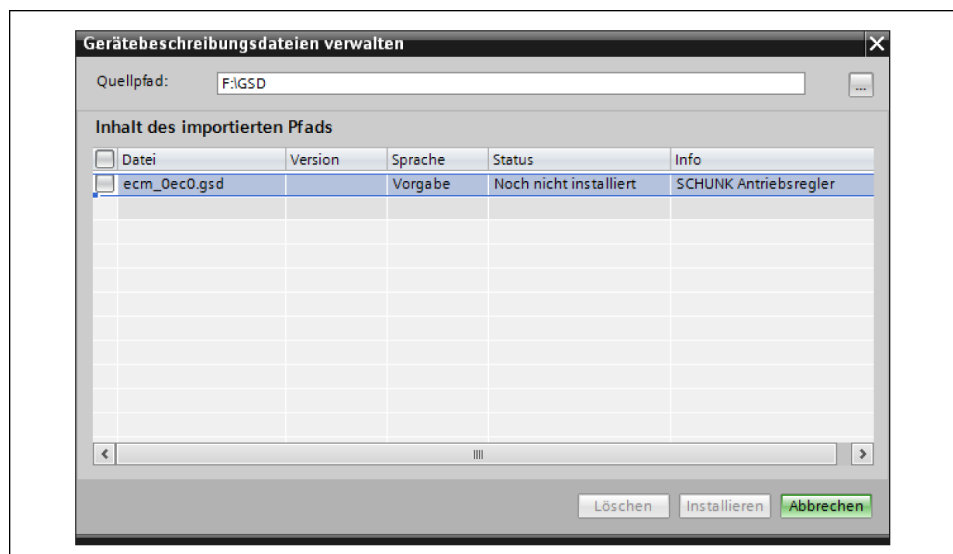 Gerätebeschreibungsdateien verwalten
Quellpfad: F:\GSD ...
Inhalt des importierten Pfads
Datei Version Sprache Status Info
ecm_0ec0.gsd Vorgabe Noch nicht installiert SCHUNK Antriebsregler
Löschen Installieren Abbrechen